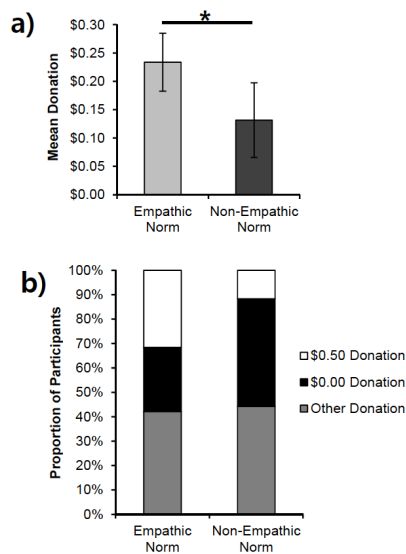 a)
*
Meean Donation
$0.30
$0.25
$0.20
$0.15
$0.10
$0.05
$0.00
Empathic Non-Empathic
Norm Norm
b)
Proportion of Participants
100%
90%
80%
70%
60%
50%
40%
30%
20%
10%
0%
Empathic Non-Empathic
Norm Norm
$0.50 Donation
$0.00 Donation
Other Donation